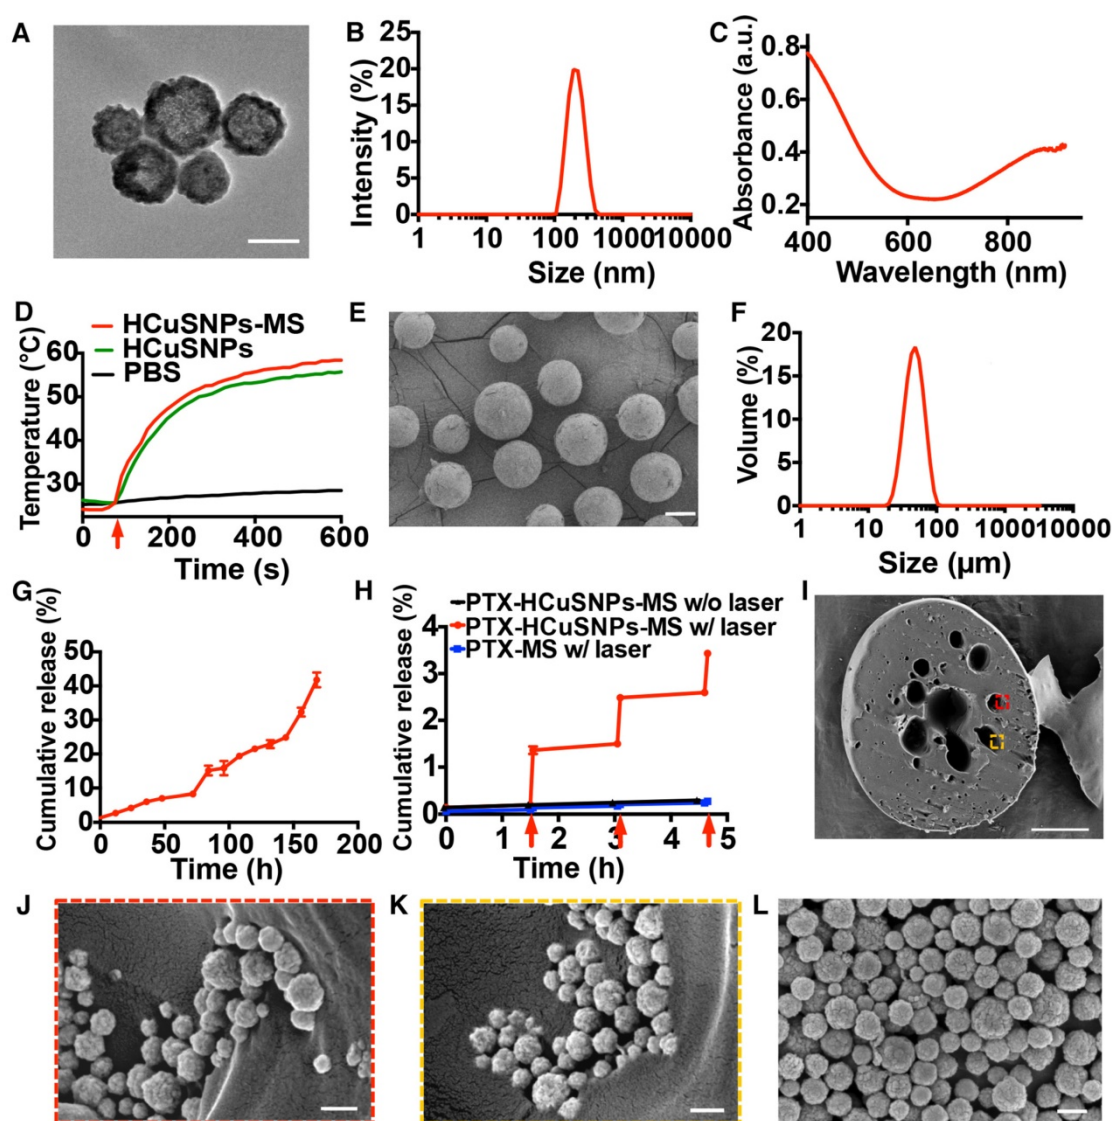 A
B
Intensity (%)
25
20
15
10
5
0
1
10
100
1000
10000
Size (nm)
C
Absorbance (a.u.)
0.8
0.6
0.4
0.2
400
600
800
Wavelength (nm)
D
HCuSNPs-MS
HCuSNPs
PBS
Temperature (°C)
60
50
40
30
0
200
400
600
Time (s)
E
F
Volume (%)
20
15
10
5
0
1
10
100
1000
10000
Size (µm)
G
Cumulative release (%)
50
40
30
20
10
0
0
50
100
150
200
Time (h)
H
PTX-HCuSNPs-MS w/o laser
PTX-HCuSNPs-MS w/ laser
PTX-MS w/ laser
Cumulative release (%)
4
3
2
1
0
0
1
2
3
4
5
Time (h)
I
J
K
L